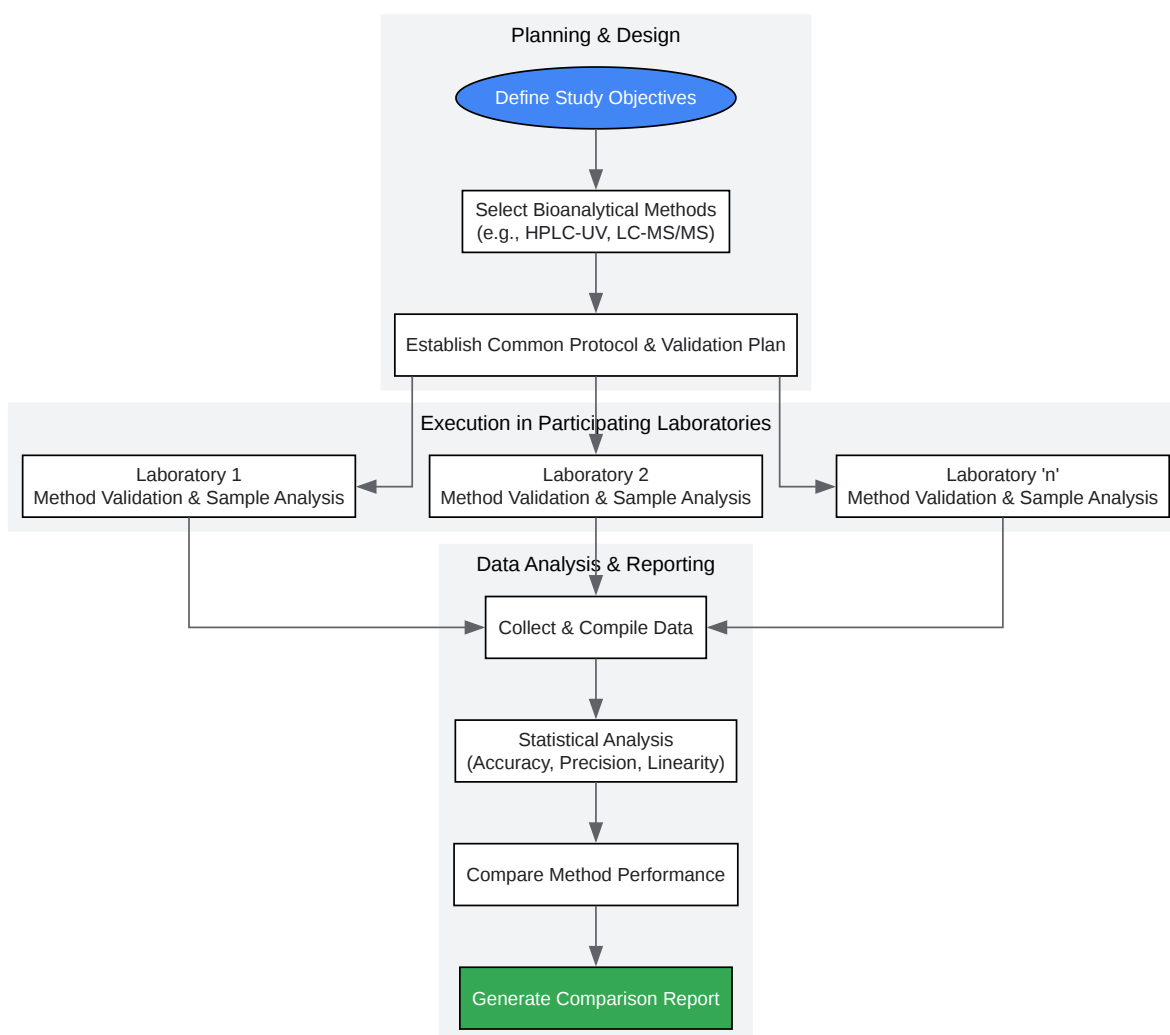 Planning & Design
Define Study Objectives
Select Bioanalytical Methods
(e.g., HPLC-UV, LC-MS/MS)
Establish Common Protocol & Validation Plan
Execution in Participating Laboratories
Laboratory 1
Method Validation & Sample Analysis
Laboratory 2
Method Validation & Sample Analysis
Laboratory 'n'
Method Validation & Sample Analysis
Data Analysis & Reporting
Collect & Compile Data
Statistical Analysis
(Accuracy, Precision, Linearity)
Compare Method Performance
Generate Comparison Report